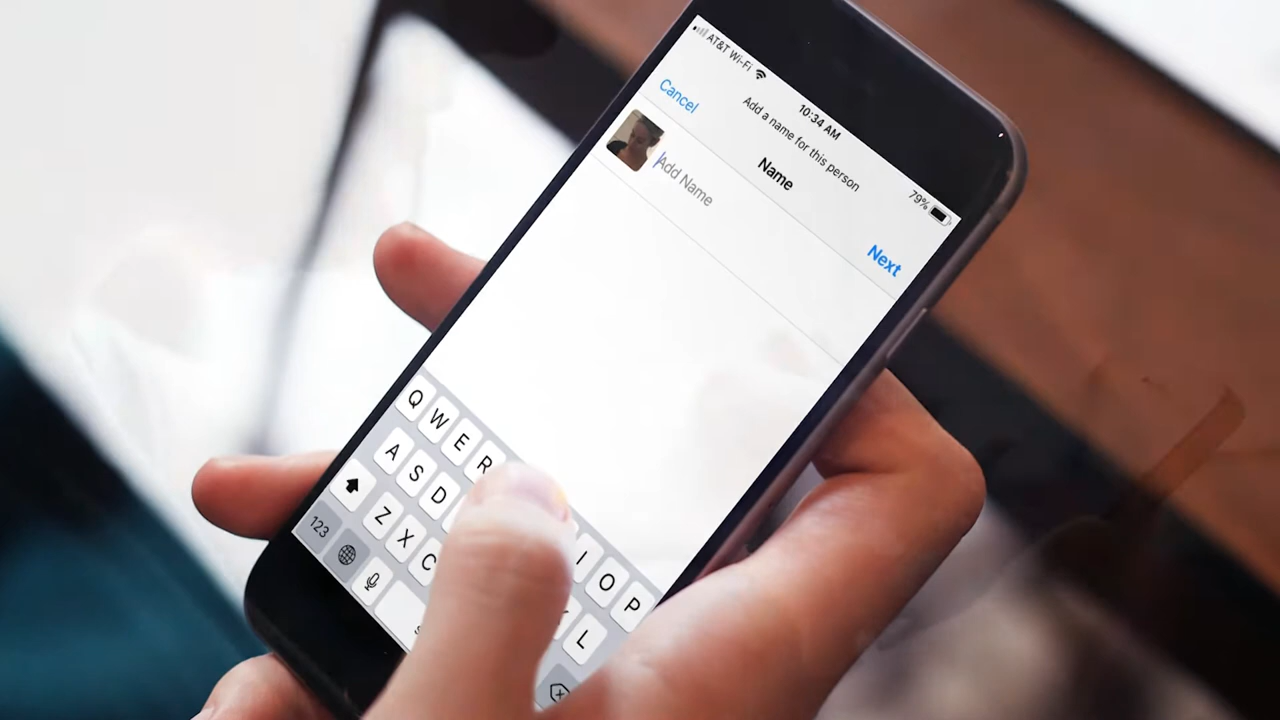 AT&T Wi-Fi
10:34 AM
79%
Add a name for this person
Cancel
Name
Next
Add Name
Q W E R I O P
A S D L
Z X C
123